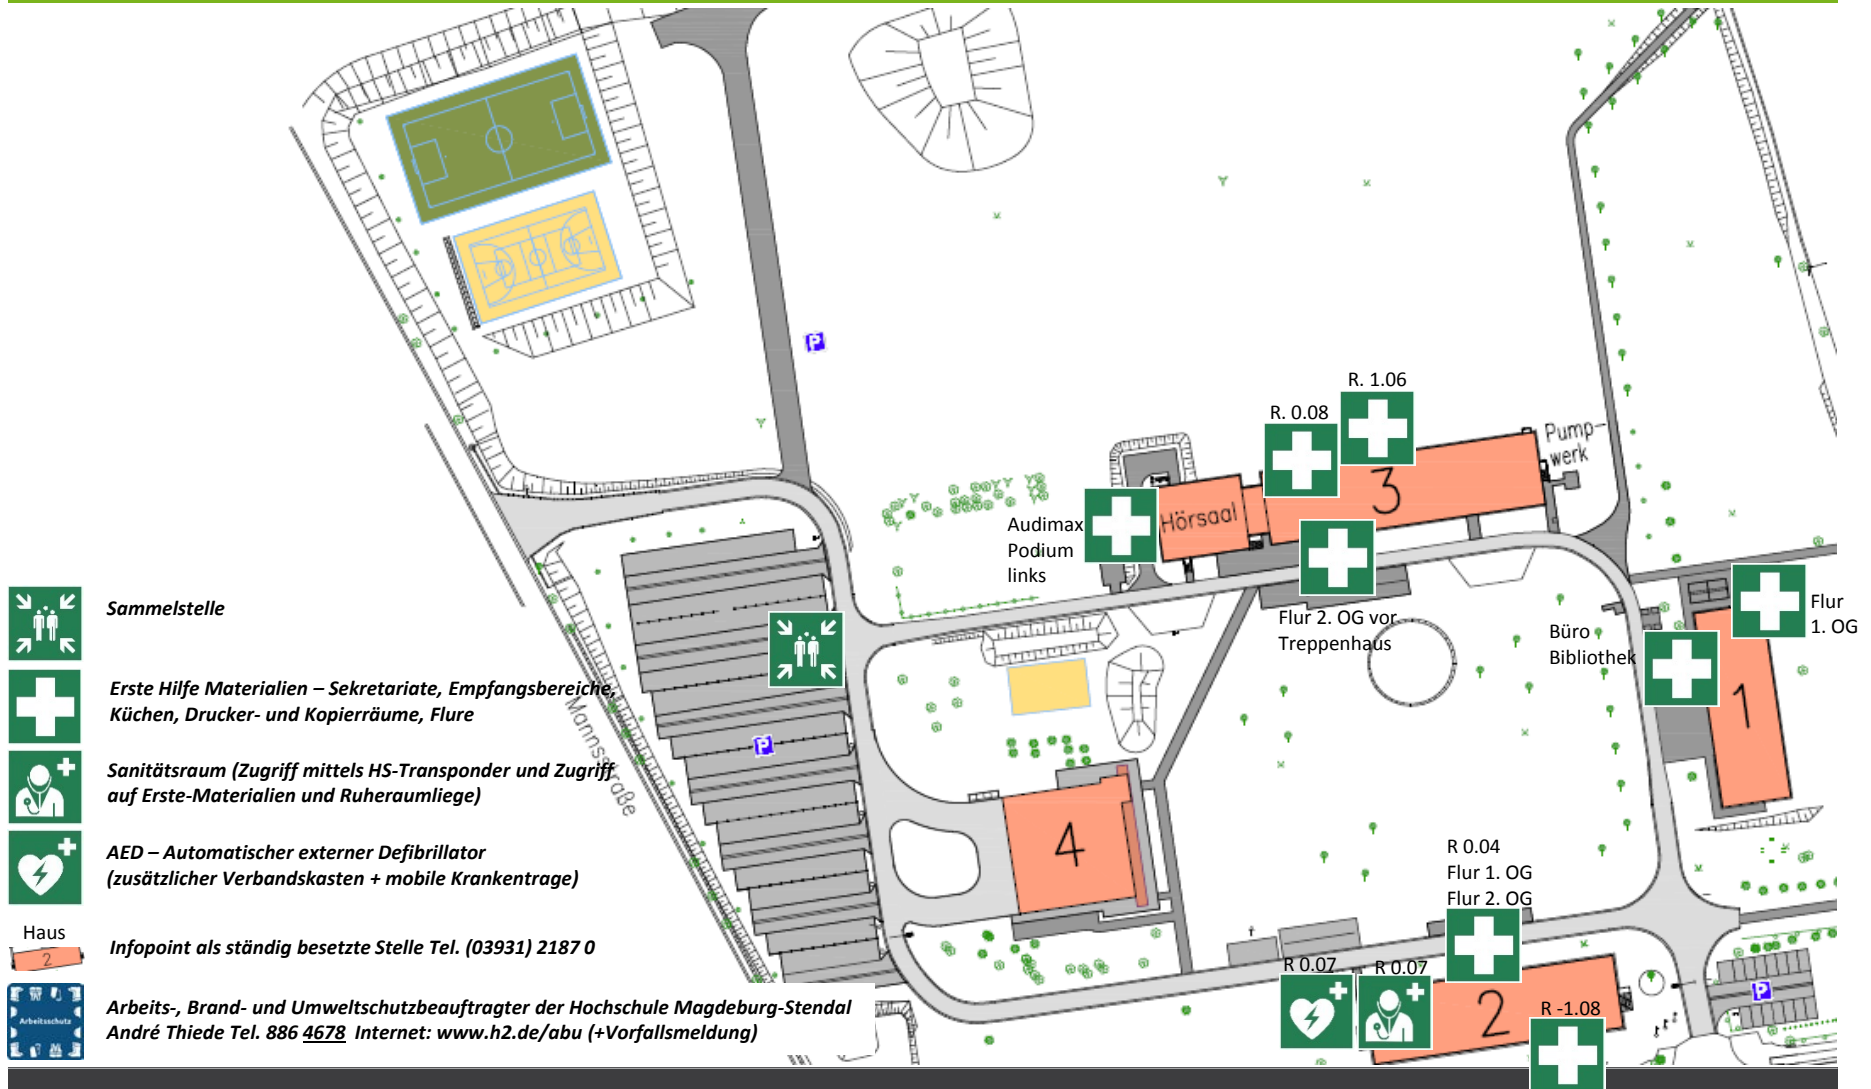 R. 1.06
R. 0.08
Pump-
werk
3
Hörsaal
Audimax
Podium
links
Flur 2. OG vor
Treppenhaus
Büro
Bibliothek
Flur
1. OG
1
P
P
Mannsstraße
4
R 0.04
Flur 1. OG
Flur 2. OG
R 0.07
R 0.07
2
R -1.08
P
Sammelstelle
Erste Hilfe Materialien – Sekretariate, Empfangsbereiche,
Küchen, Drucker- und Kopierräume, Flure
Sanitätsraum (Zugriff mittels HS-Transponder und Zugriff
auf Erste-Materialien und Ruheraumliege)
AED – Automatischer externer Defibrillator
(zusätzlicher Verbandskasten + mobile Krankentrage)
Haus
2
Infopoint als ständig besetzte Stelle Tel. (03931) 2187 0
Arbeitsschutz
Arbeits-, Brand- und Umweltschutzbeauftragter der Hochschule Magdeburg-Stendal
André Thiede Tel. 886 4678 Internet: www.h2.de/abu (+Vorfallsmeldung)